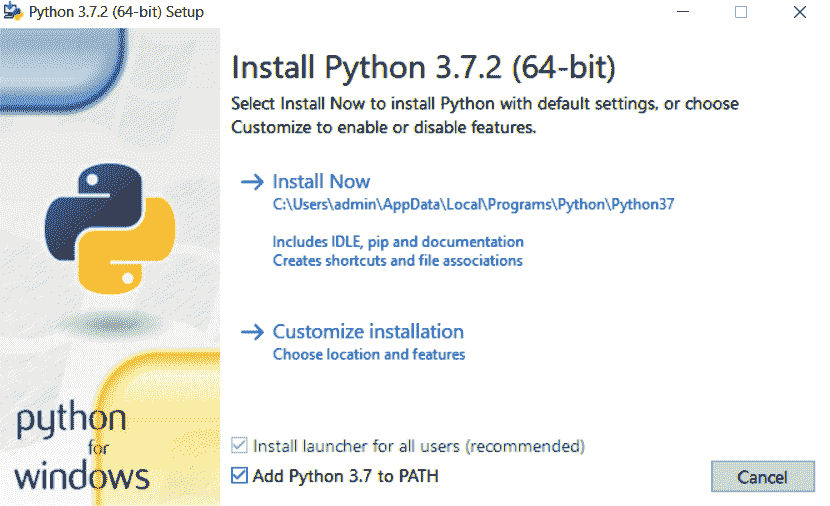 Python 3.7.2 (64-bit) Setup
Install Python 3.7.2 (64-bit)
Select Install Now to install Python with default settings, or choose
Customize to enable or disable features.
Install Now
C:\Users\admin\AppData\Local\Programs\Python\Python37
Includes IDLE, pip and documentation
Creates shortcuts and file associations
Customize installation
Choose location and features
python
for
windows
Install launcher for all users (recommended)
Add Python 3.7 to PATH
Cancel